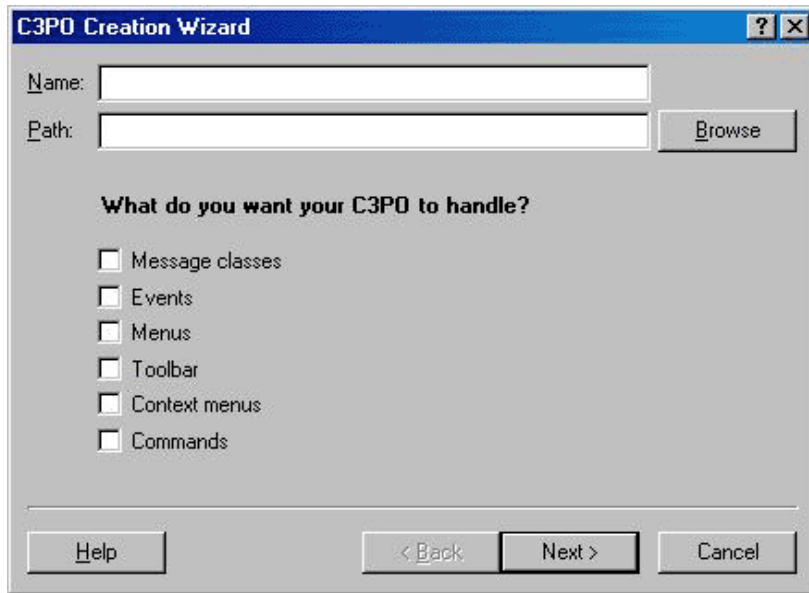 C3PO Creation Wizard
Name:
Path:
Browse
What do you want your C3PO to handle?
Message classes
Events
Menus
Toolbar
Context menus
Commands
Help
< Back
Next >
Cancel